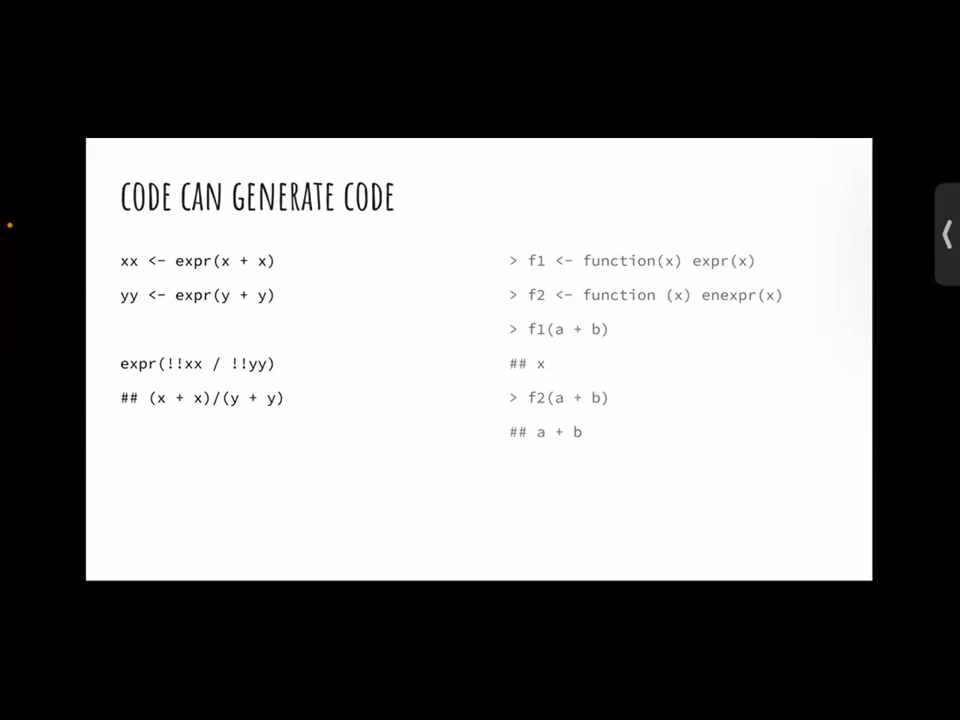 CODE CAN GENERATE CODE
xx <- expr(x + x)
yy <- expr(y + y)
expr(!!xx / !!yy)
## (x + x)/(y + y)
> f1 <- function(x) expr(x)
> f2 <- function (x) enexpr(x)
> f1(a + b)
## x
> f2(a + b)
## a + b